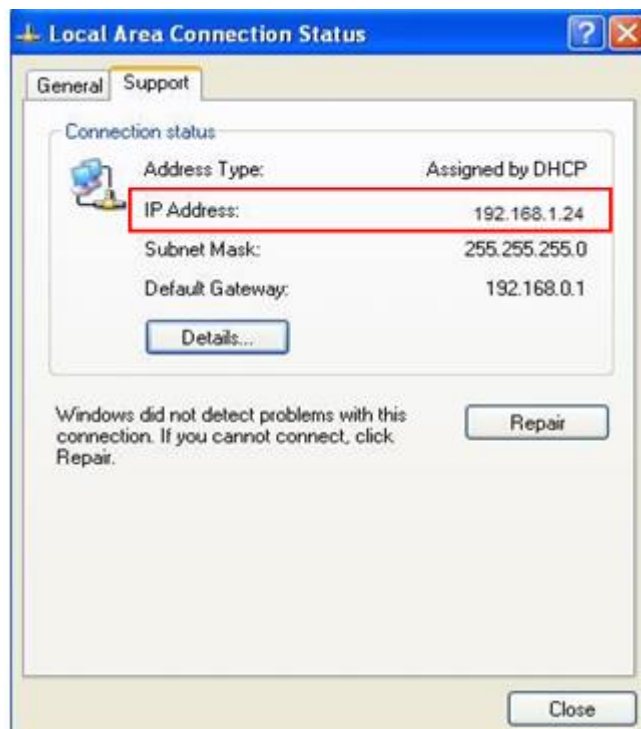 Local Area Connection Status
General Support
Connection status
Address Type: Assigned by DHCP
IP Address: 192.168.1.24
Subnet Mask: 255.255.255.0
Default Gateway: 192.168.0.1
Details...
Windows did not detect problems with this
connection. If you cannot connect, click
Repair.
Repair
Close